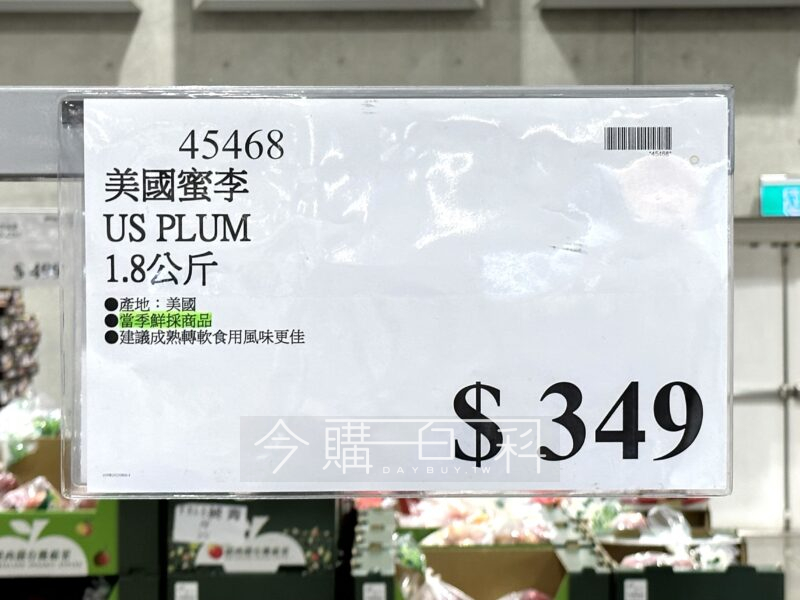 45468
*45468*
美國蜜李
US PLUM
1.8公斤
●產地：美國
●當季鮮採商品
●建議成熟轉軟食用風味更佳
$ 349
今購百科
DAYBUY.TW
$ 499